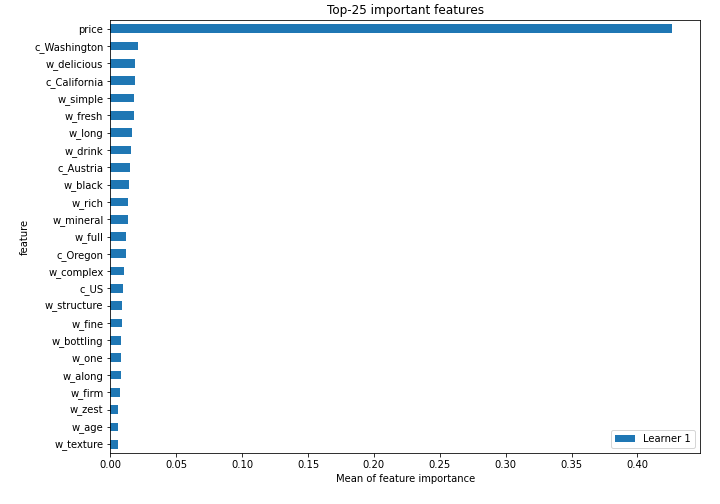 Top-25 important features
price
c_Washington
w_delicious
c_California
w_simple
w_fresh
w_long
w_drink
c_Austria
w_black
w_rich
w_mineral
w_full
c_Oregon
w_complex
c_US
w_structure
w_fine
w_bottling
w_one
w_along
w_firm
w_zest
w_age
w_texture
feature
Learner 1
0.00 0.05 0.10 0.15 0.20 0.25 0.30 0.35 0.40
Mean of feature importance